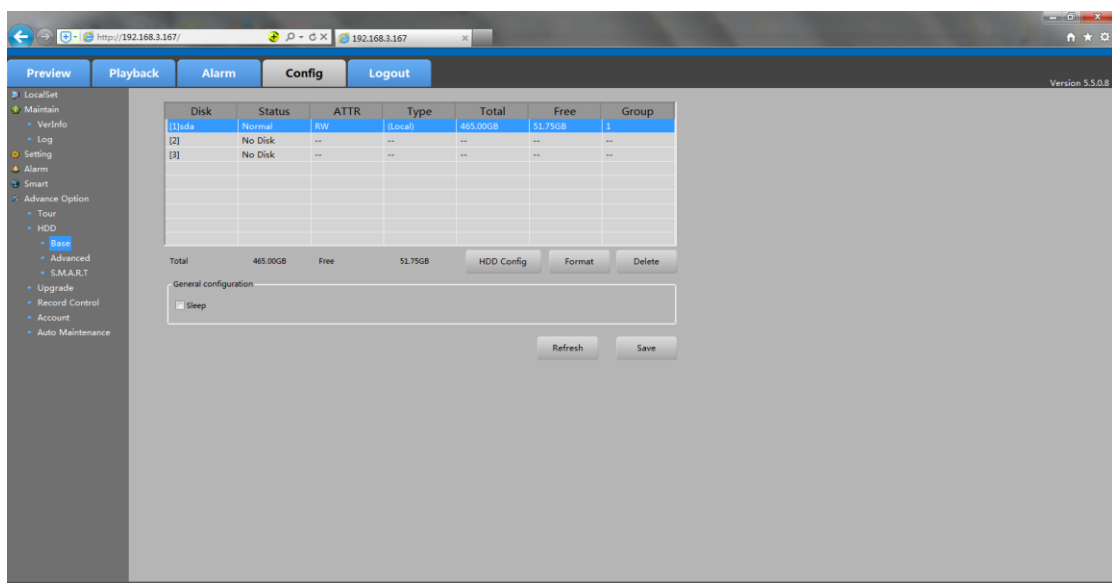 http://192.168.3.167/
192.168.3.167
Preview Playback Alarm Config Logout
Version 5.5.0.8
LocalSet
Maintain
VerInfo
Log
Setting
Alarm
Smart
Advance Option
Tour
HDD
Base
Advanced
S.M.A.R.T
Upgrade
Record Control
Account
Auto Maintenance
Disk Status ATTR Type Total Free Group
[1]sda Normal RW (Local) 465.00GB 51.75GB 1
[2] No Disk -- -- -- -- --
[3] No Disk -- -- -- -- --
Total 465.00GB Free 51.75GB HDD Config Format Delete
General configuration
Sleep
Refresh Save